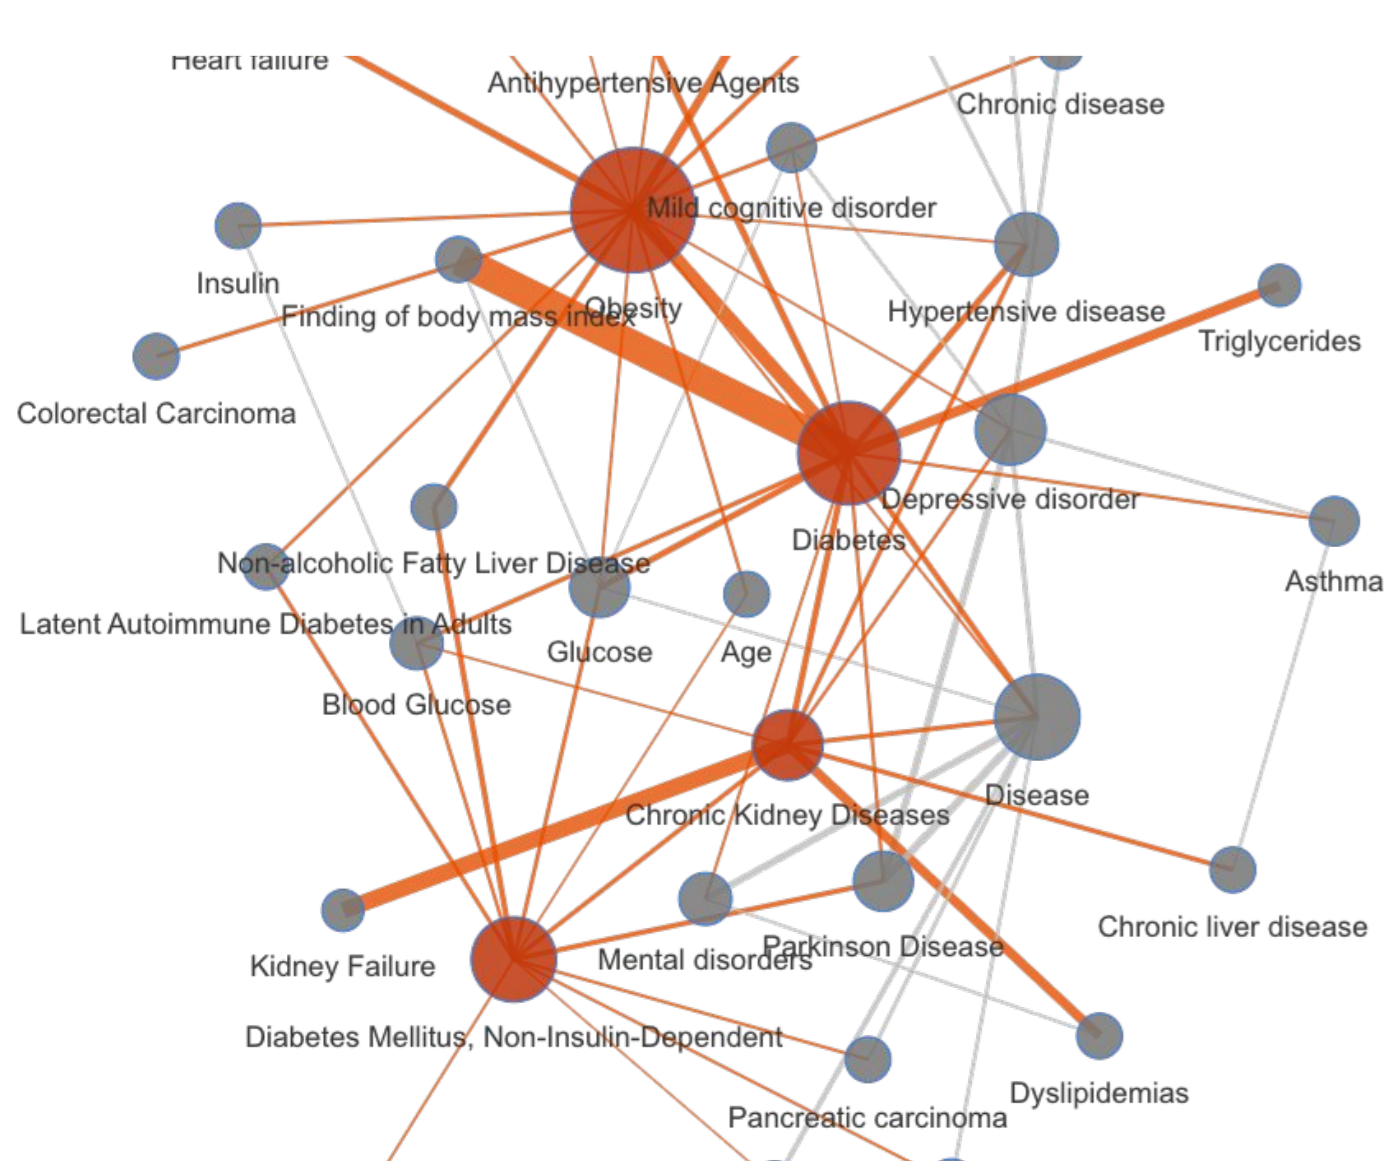 Heart failure
Antihypertensive Agents
Chronic disease
Mild cognitive disorder
Insulin
Obesity
Finding of body mass index
Hypertensive disease
Triglycerides
Colorectal Carcinoma
Depressive disorder
Diabetes
Non-alcoholic Fatty Liver Disease
Asthma
Latent Autoimmune Diabetes in Adults
Glucose
Age
Blood Glucose
Disease
Chronic Kidney Diseases
Chronic liver disease
Parkinson Disease
Mental disorders
Kidney Failure
Diabetes Mellitus, Non-Insulin-Dependent
Dyslipidemias
Pancreatic carcinoma